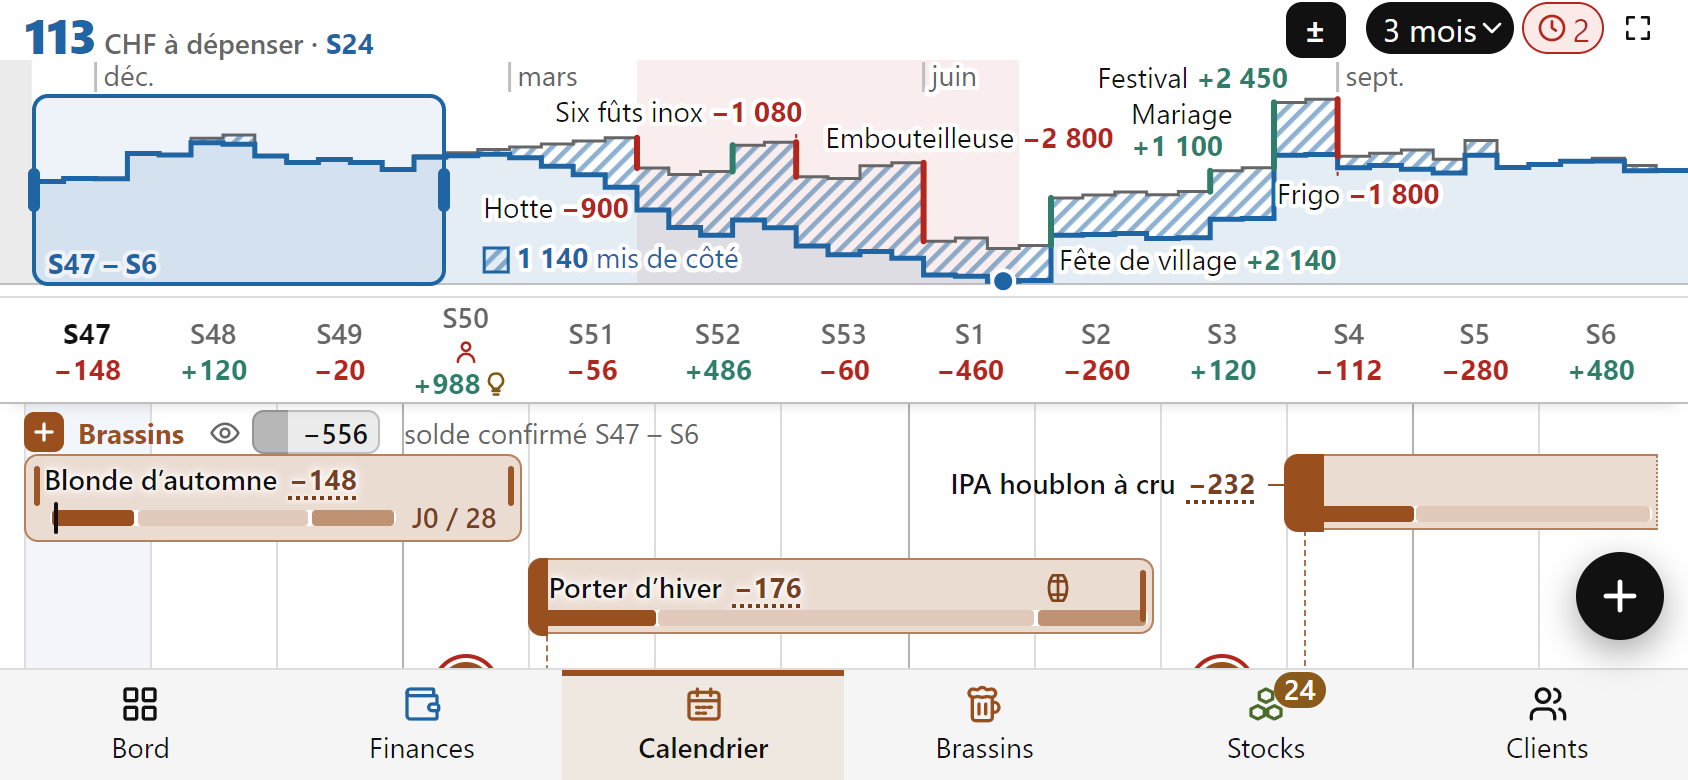 113 CHF à dépenser · S24
±
3 mois
2
déc.
mars
juin
sept.
Festival +2 450
Six fûts inox −1 080
Mariage
+1 100
Embouteilleuse −2 800
Hotte −900
Frigo −1 800
1 140 mis de côté
Fête de village +2 140
S47 – S6
S47 S48 S49 S50 S51 S52 S53 S1 S2 S3 S4 S5 S6
−148 +120 −20 +988 −56 +486 −60 −460 −260 +120 −112 −280 +480
+ Brassins −556 solde confirmé S47 – S6
Blonde d’automne −148
J0 / 28
IPA houblon à cru −232
Porter d’hiver −176
+
24
Bord Finances Calendrier Brassins Stocks Clients